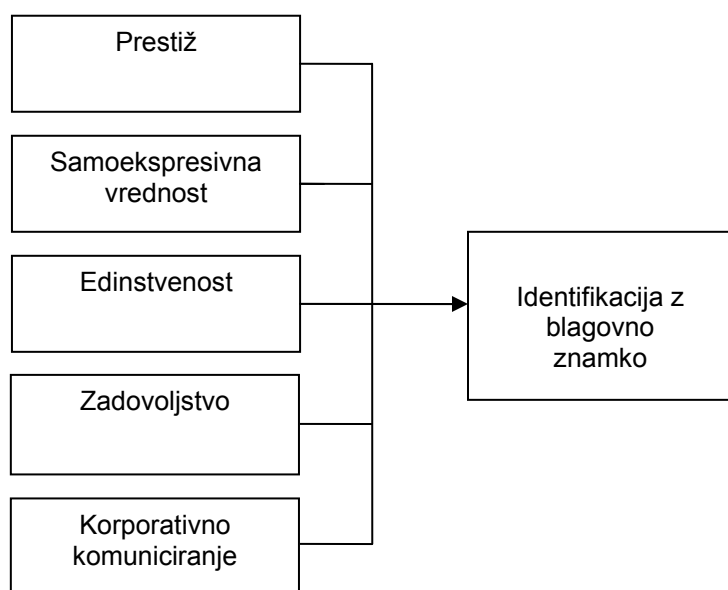 Prestiž
Samoekspresivna
vrednost
Edinstvenost
Zadovoljstvo
Korporativno
komuniciranje
Identifikacija z
blagovno
znamko